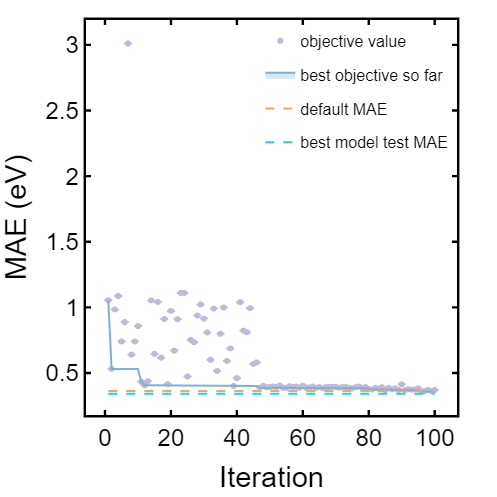 3
objective value
best objective so far
2.5
default MAE
best model test MAE
2
MAE (eV)
1.5
1
0.5
0 20 40 60 80 100
Iteration